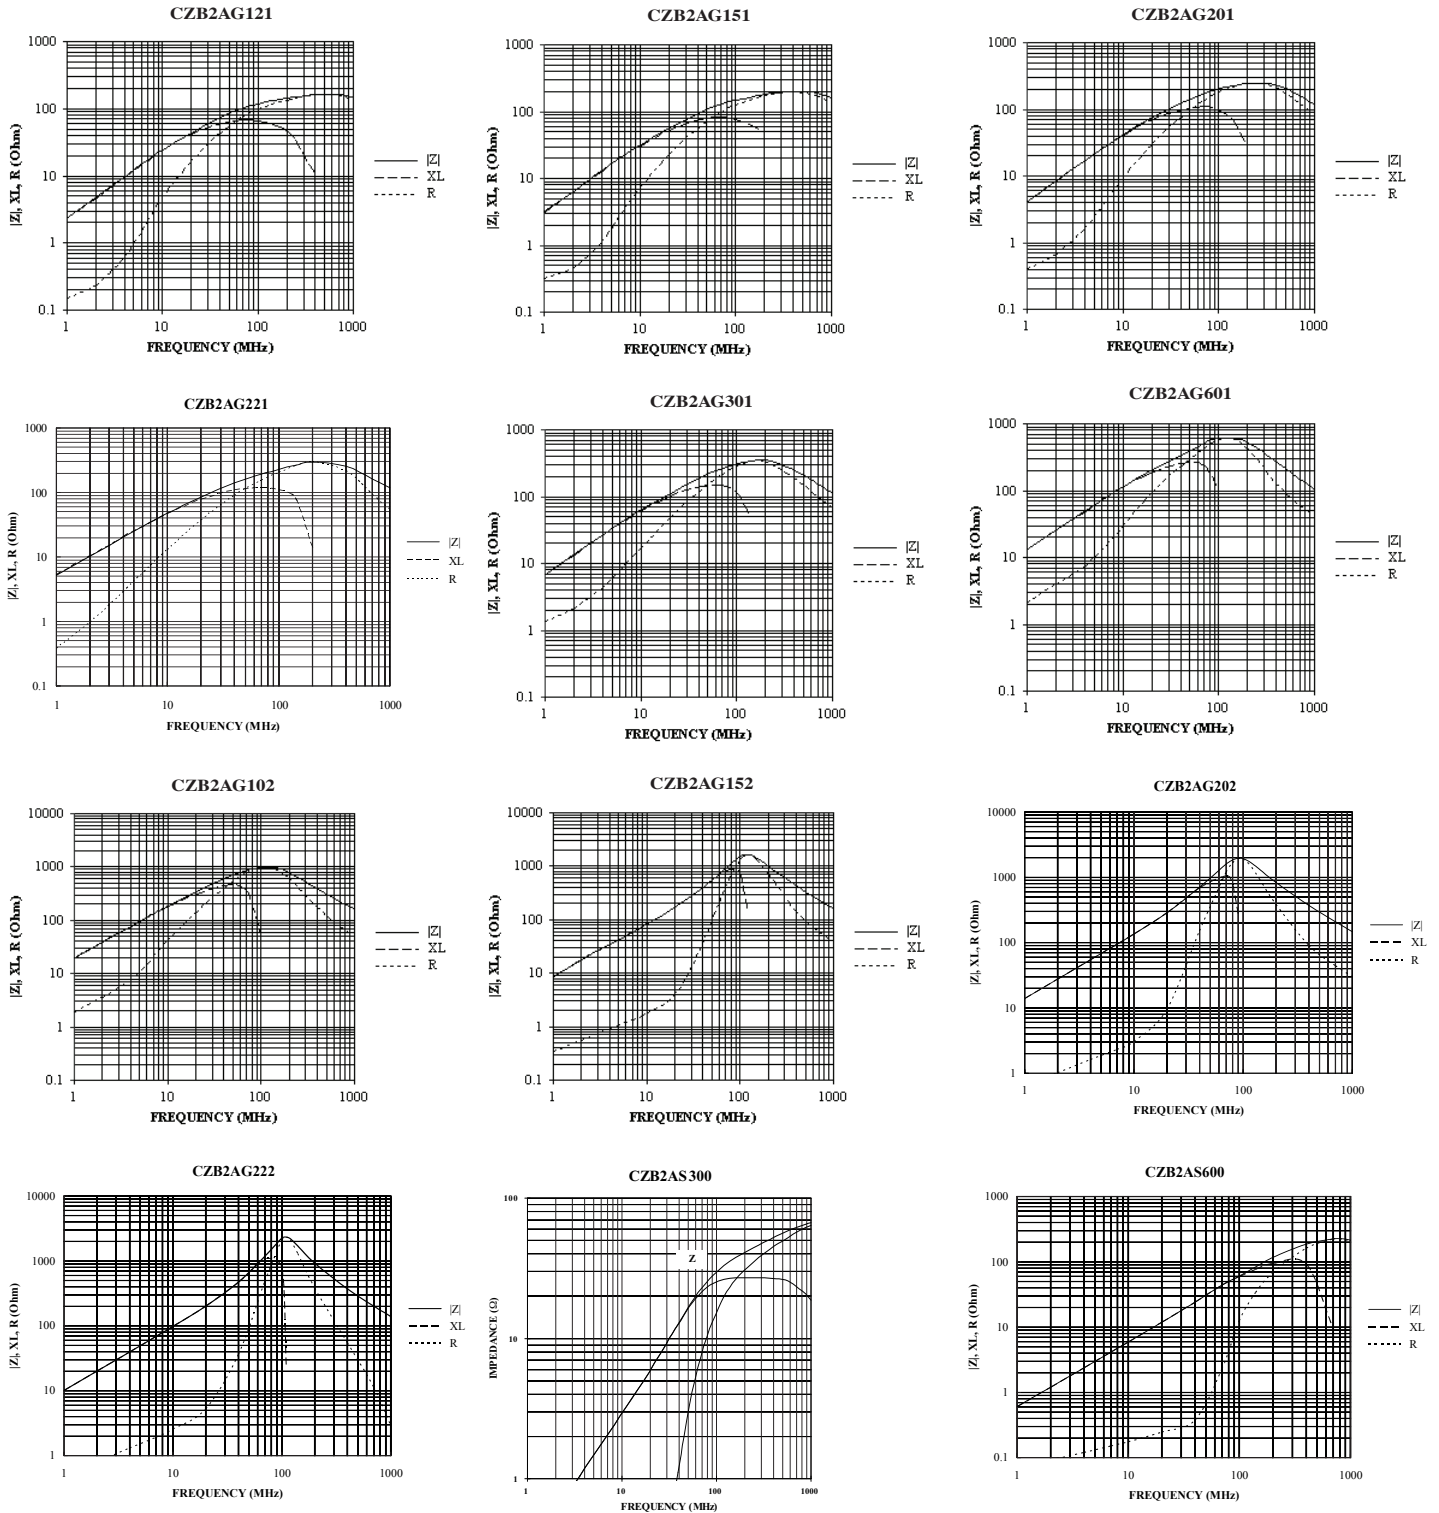 CZB2AG121
1000
100
10
1
0.1
1 10 100 1000
|Z|, XL, R (Ohm)
FREQUENCY (MHz)
|Z|
XL
R
CZB2AG151
1000
100
10
1
0.1
1 10 100 1000
|Z|, XL, R (Ohm)
FREQUENCY (MHz)
|Z|
XL
R
CZB2AG201
1000
100
10
1
0.1
1 10 100 1000
|Z|, XL, R (Ohm)
FREQUENCY (MHz)
|Z|
XL
R
CZB2AG221
1000
100
10
1
0.1
1 10 100 1000
|Z|, XL, R (Ohm)
FREQUENCY (MHz)
|Z|
XL
R
CZB2AG301
1000
100
10
1
0.1
1 10 100 1000
|Z|, XL, R (Ohm)
FREQUENCY (MHz)
|Z|
XL
R
CZB2AG601
1000
100
10
1
0.1
1 10 100 1000
|Z|, XL, R (Ohm)
FREQUENCY (MHz)
|Z|
XL
R
CZB2AG102
10000
1000
100
10
1
0.1
1 10 100 1000
|Z|, XL, R (Ohm)
FREQUENCY (MHz)
|Z|
XL
R
CZB2AG152
10000
1000
100
10
1
0.1
1 10 100 1000
|Z|, XL, R (Ohm)
FREQUENCY (MHz)
|Z|
XL
R
CZB2AG202
10000
1000
100
10
1
1 10 100 1000
|Z|, XL, R (Ohm)
FREQUENCY (MHz)
|Z|
XL
R
CZB2AG222
10000
1000
100
10
1
1 10 100 1000
|Z|, XL, R (Ohm)
FREQUENCY (MHz)
|Z|
XL
R
CZB2AS300
100
10
1
1 10 100 1000
IMPEDANCE (Ω)
FREQUENCY (MHz)
Z
CZB2AS600
1000
100
10
1
0.1
1 10 100 1000
|Z|, XL, R (Ohm)
FREQUENCY (MHz)
|Z|
XL
R